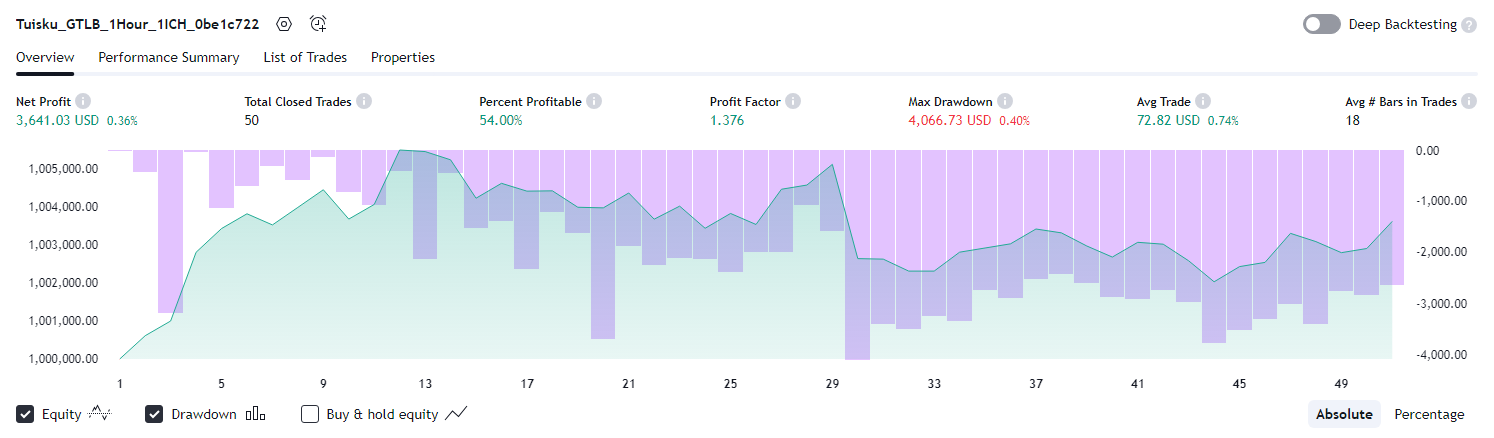 Tuisku_GTLB_1Hour_1ICH_0be1c722
Deep Backtesting
Overview Performance Summary List of Trades Properties
Net Profit Total Closed Trades Percent Profitable Profit Factor Max Drawdown Avg Trade Avg # Bars in Trades
3,641.03 USD 0.36% 50 54.00% 1.376 4,066.73 USD 0.40% 72.82 USD 0.74% 18
0.00
1,005,000.00
1,004,000.00 -1,000.00
1,003,000.00 -2,000.00
1,002,000.00
-3,000.00
1,001,000.00
1,000,000.00 -4,000.00
1 5 9 13 17 21 25 29 33 37 41 45 49
Equity Drawdown Buy & hold equity Absolute Percentage